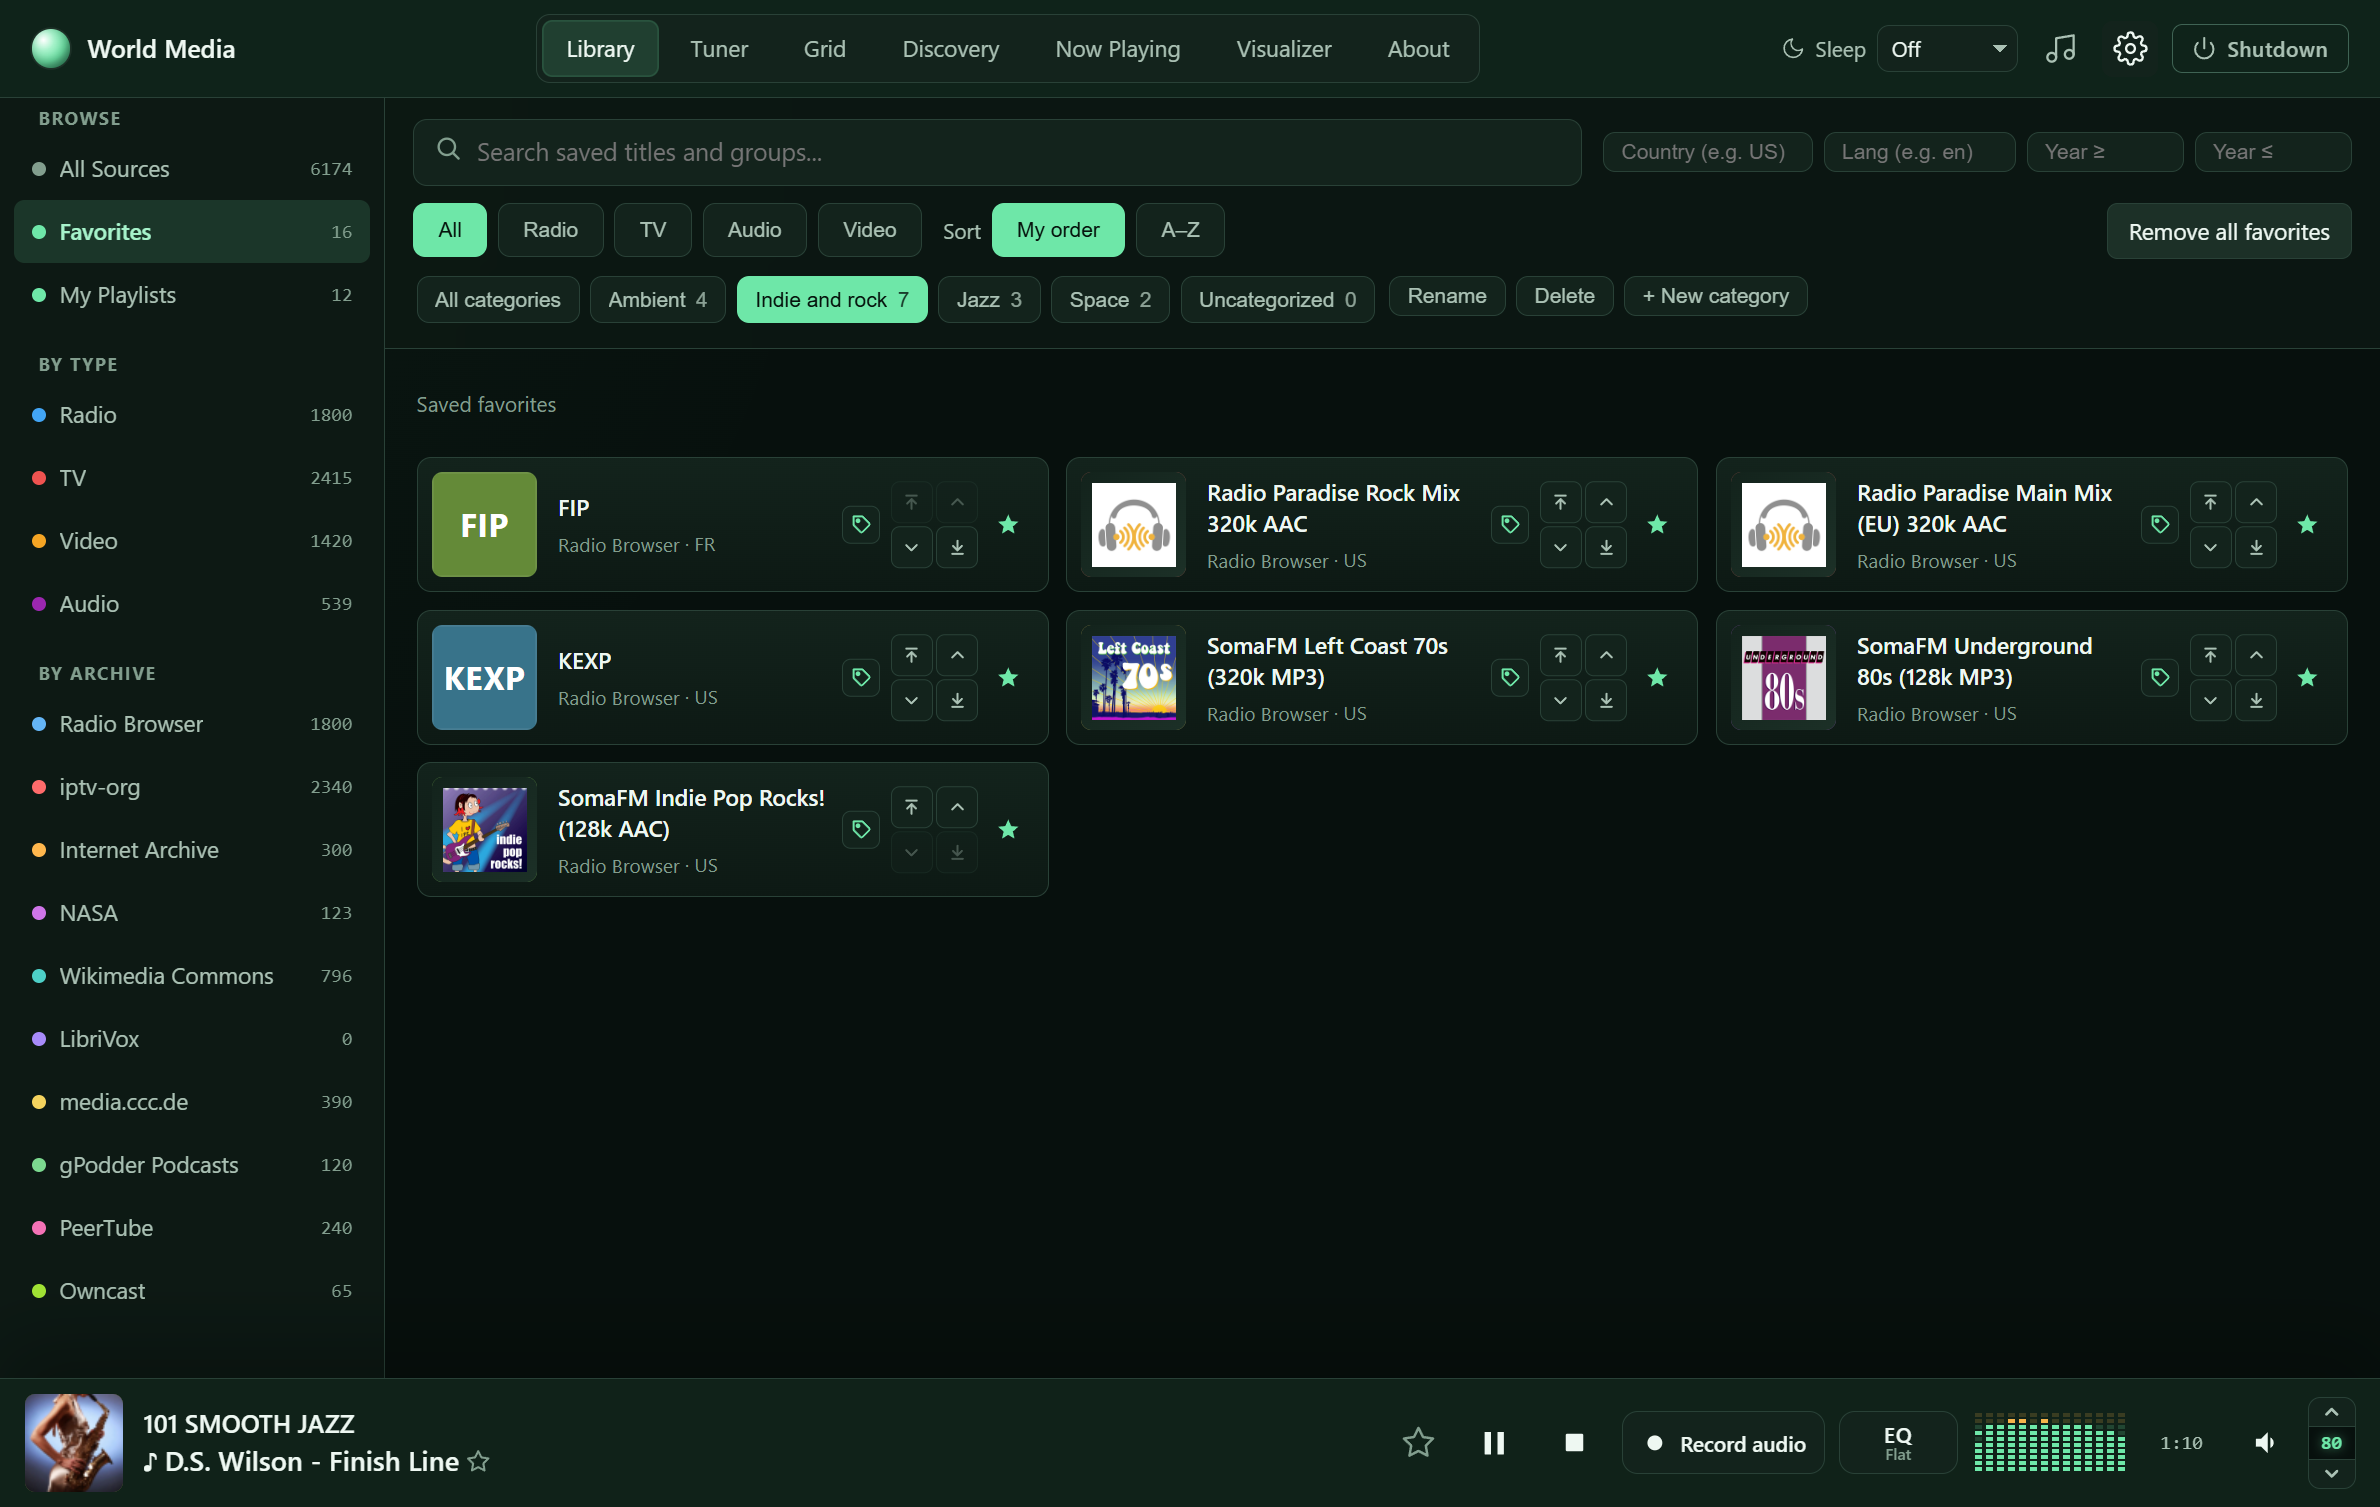 World Media
Library
Tuner
Grid
Discovery
Now Playing
Visualizer
About
Sleep
Off
Shutdown
BROWSE
All Sources 6174
Favorites 16
My Playlists 12
BY TYPE
Radio 1800
TV 2415
Video 1420
Audio 539
BY ARCHIVE
Radio Browser 1800
iptv-org 2340
Internet Archive 300
NASA 123
Wikimedia Commons 796
LibriVox 0
media.ccc.de 390
gPodder Podcasts 120
PeerTube 240
Owncast 65
Search saved titles and groups...
Country (e.g. US)
Lang (e.g. en)
Year ≥
Year ≤
All
Radio
TV
Audio
Video
Sort
My order
A–Z
Remove all favorites
All categories
Ambient 4
Indie and rock 7
Jazz 3
Space 2
Uncategorized 0
Rename
Delete
+ New category
Saved favorites
FIP
FIP
Radio Browser · FR
Radio Paradise Rock Mix
320k AAC
Radio Browser · US
Radio Paradise Main Mix
(EU) 320k AAC
Radio Browser · US
KEXP
KEXP
Radio Browser · US
Left Coast
70s
SomaFM Left Coast 70s
(320k MP3)
Radio Browser · US
UNDERGROUND
80s
SomaFM Underground
80s (128k MP3)
Radio Browser · US
indie
pop
rocks!
SomaFM Indie Pop Rocks!
(128k AAC)
Radio Browser · US
101 SMOOTH JAZZ
D.S. Wilson - Finish Line
Record audio
EQ
Flat
1:10
80